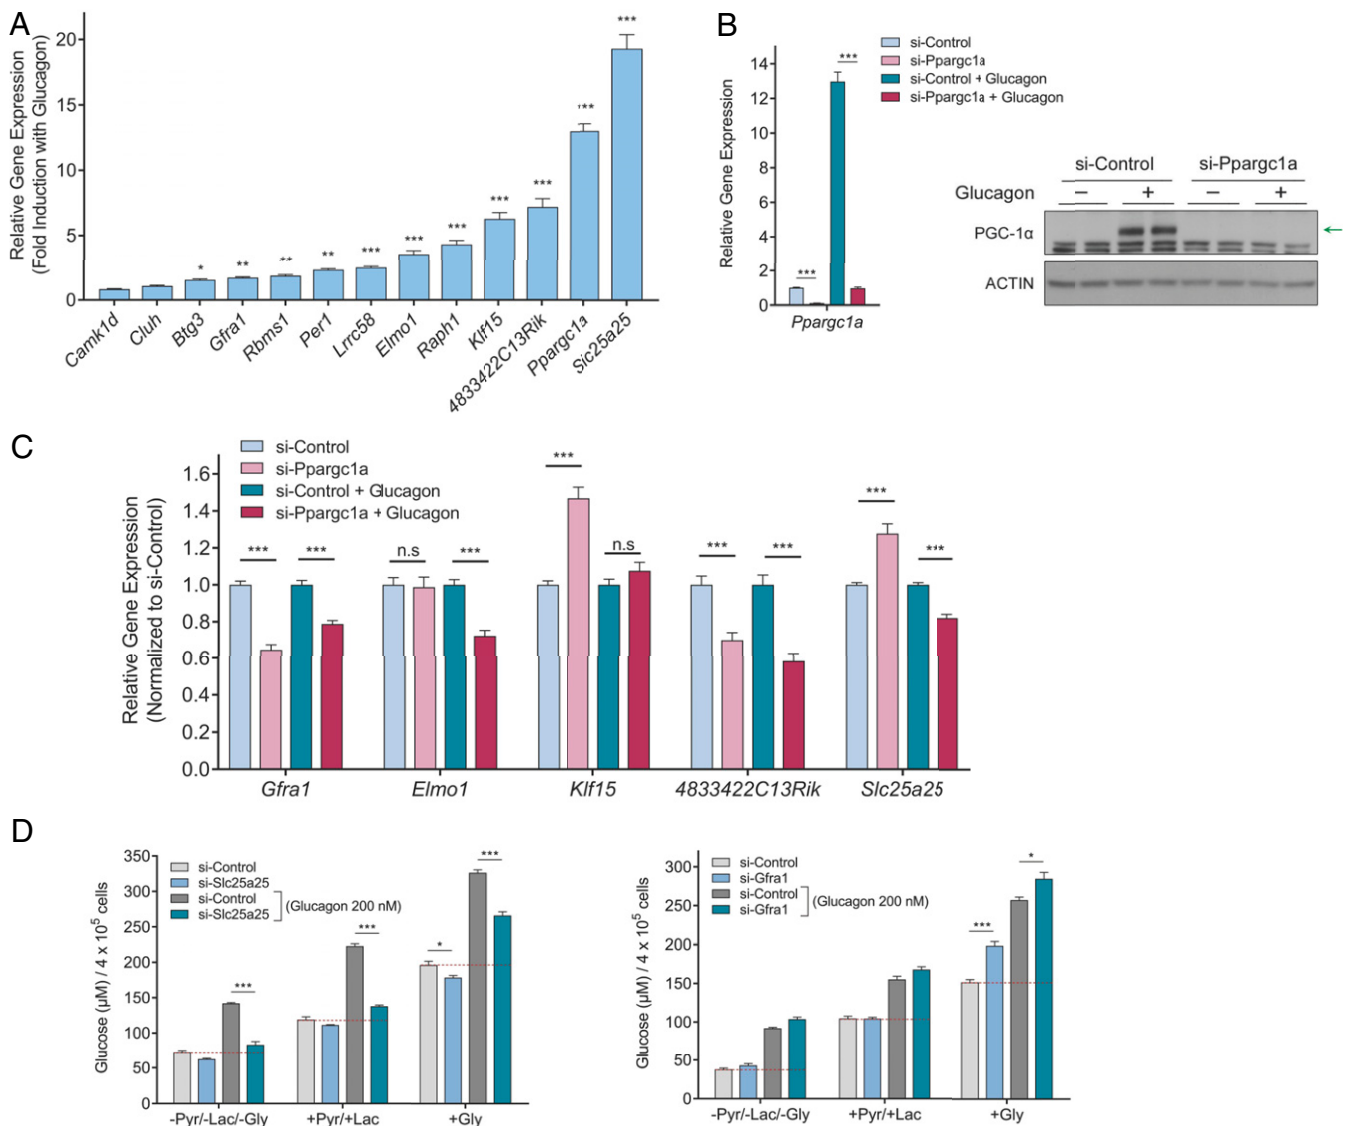 A
Relative Gene Expression
(Fold Induction with Glucagon)
20
15
10
5
0
*
**
**
**
***
***
***
***
***
***
***
Camk1d
Cluh
Btg3
Gfra1
Rbms1
Per1
Lrrc58
Elmo1
Raph1
Klf15
4833422C13Rik
Ppargc1a
Slc25a25
B
Relative Gene Expression
14
12
10
8
6
4
2
0
***
***
Ppargc1a
si-Control
si-Ppargc1a
si-Control + Glucagon
si-Ppargc1a + Glucagon
si-Control si-Ppargc1a
Glucagon − + − +
PGC-1α
ACTIN
C
si-Control
si-Ppargc1a
si-Control + Glucagon
si-Ppargc1a + Glucagon
Relative Gene Expression
(Normalized to si-Control)
1.6
1.4
1.2
1.0
0.8
0.6
0.4
0.2
0.0
*** *** n.s *** *** n.s *** *** *** ***
Gfra1 Elmo1 Klf15 4833422C13Rik Slc25a25
D
Glucose (µM) / 4 x 10⁵ cells
350
300
250
200
150
100
50
0
si-Control
si-Slc25a25
si-Control
si-Slc25a25
(Glucagon 200 nM)
*** *** * ***
-Pyr/-Lac/-Gly +Pyr/+Lac +Gly
Glucose (µM) / 4 x 10⁵ cells
300
250
200
150
100
50
0
si-Control
si-Gfra1
si-Control
si-Gfra1
(Glucagon 200 nM)
*** *
-Pyr/-Lac/-Gly +Pyr/+Lac +Gly